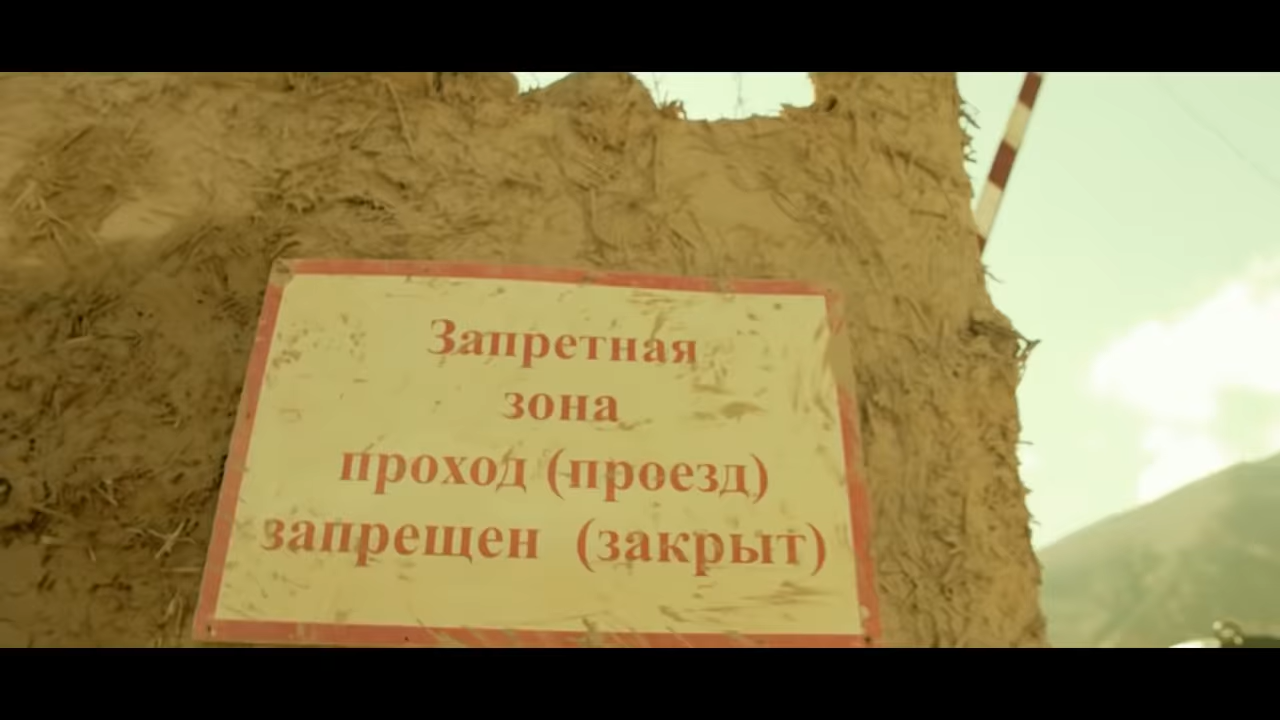 Запретная
зона
проход (проезд)
запрещен (закрыт)